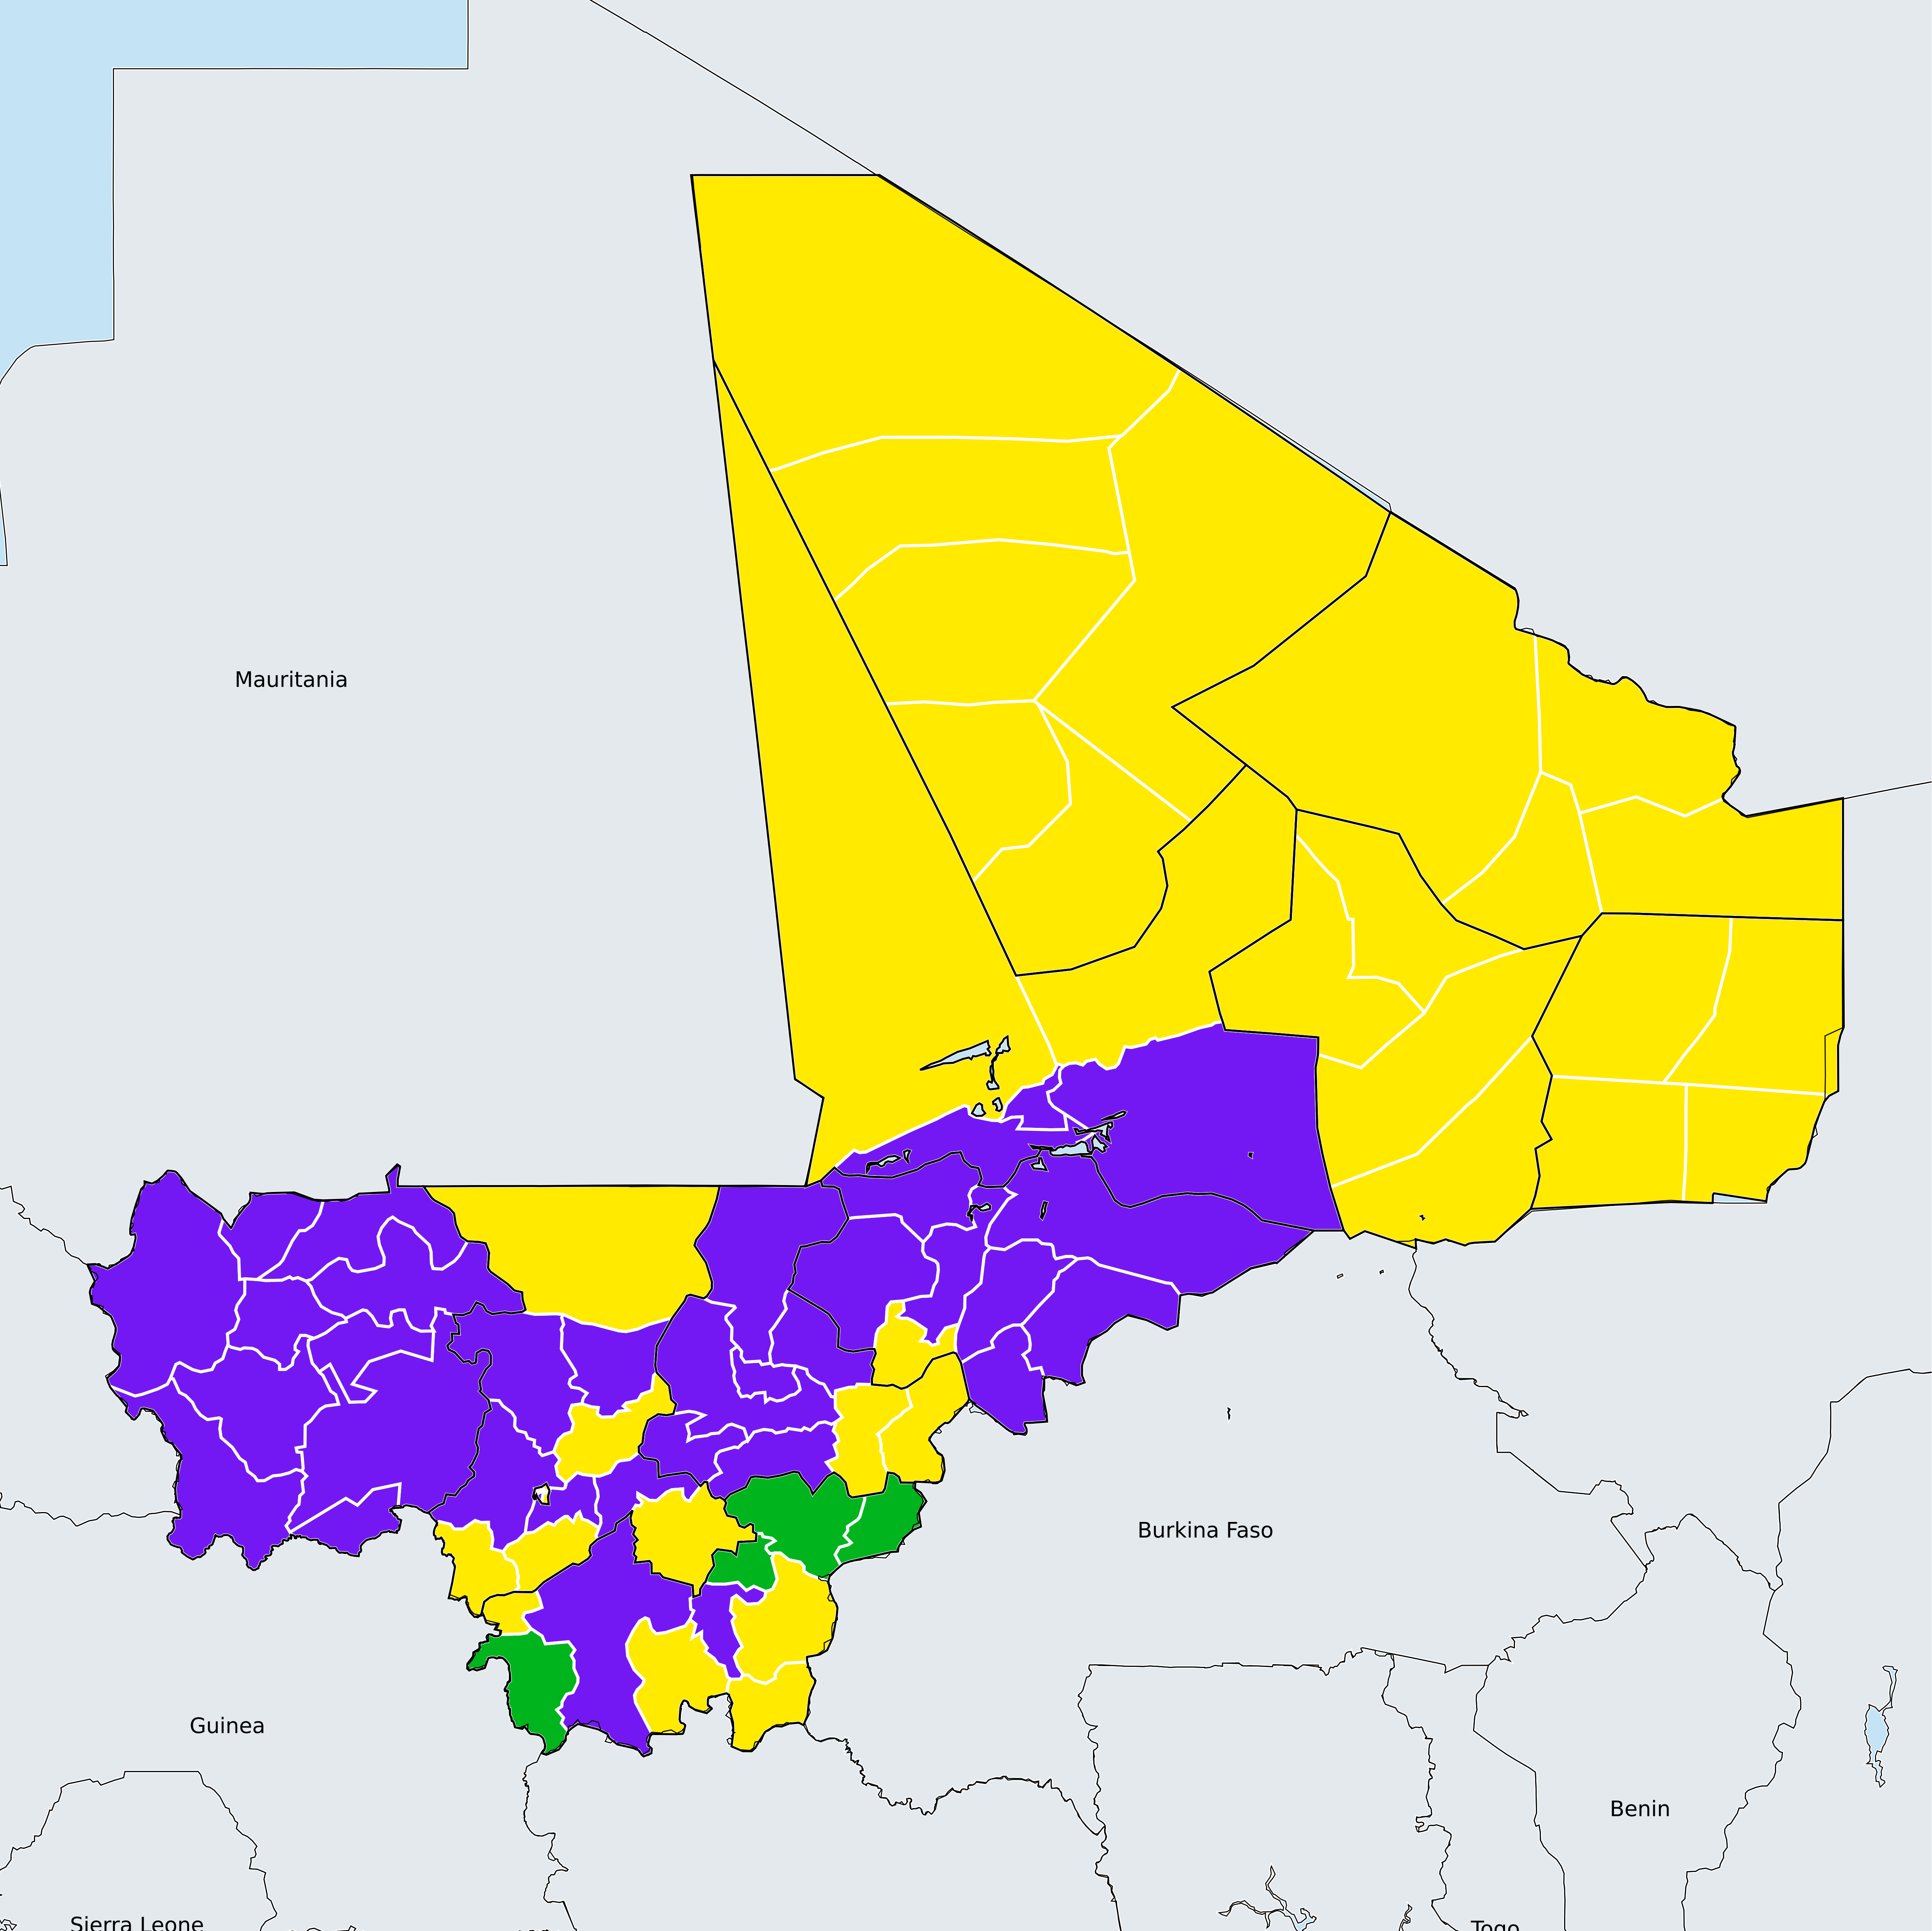 Mauritania
Burkina Faso
Guinea
Benin
Sierra Leone
Togo